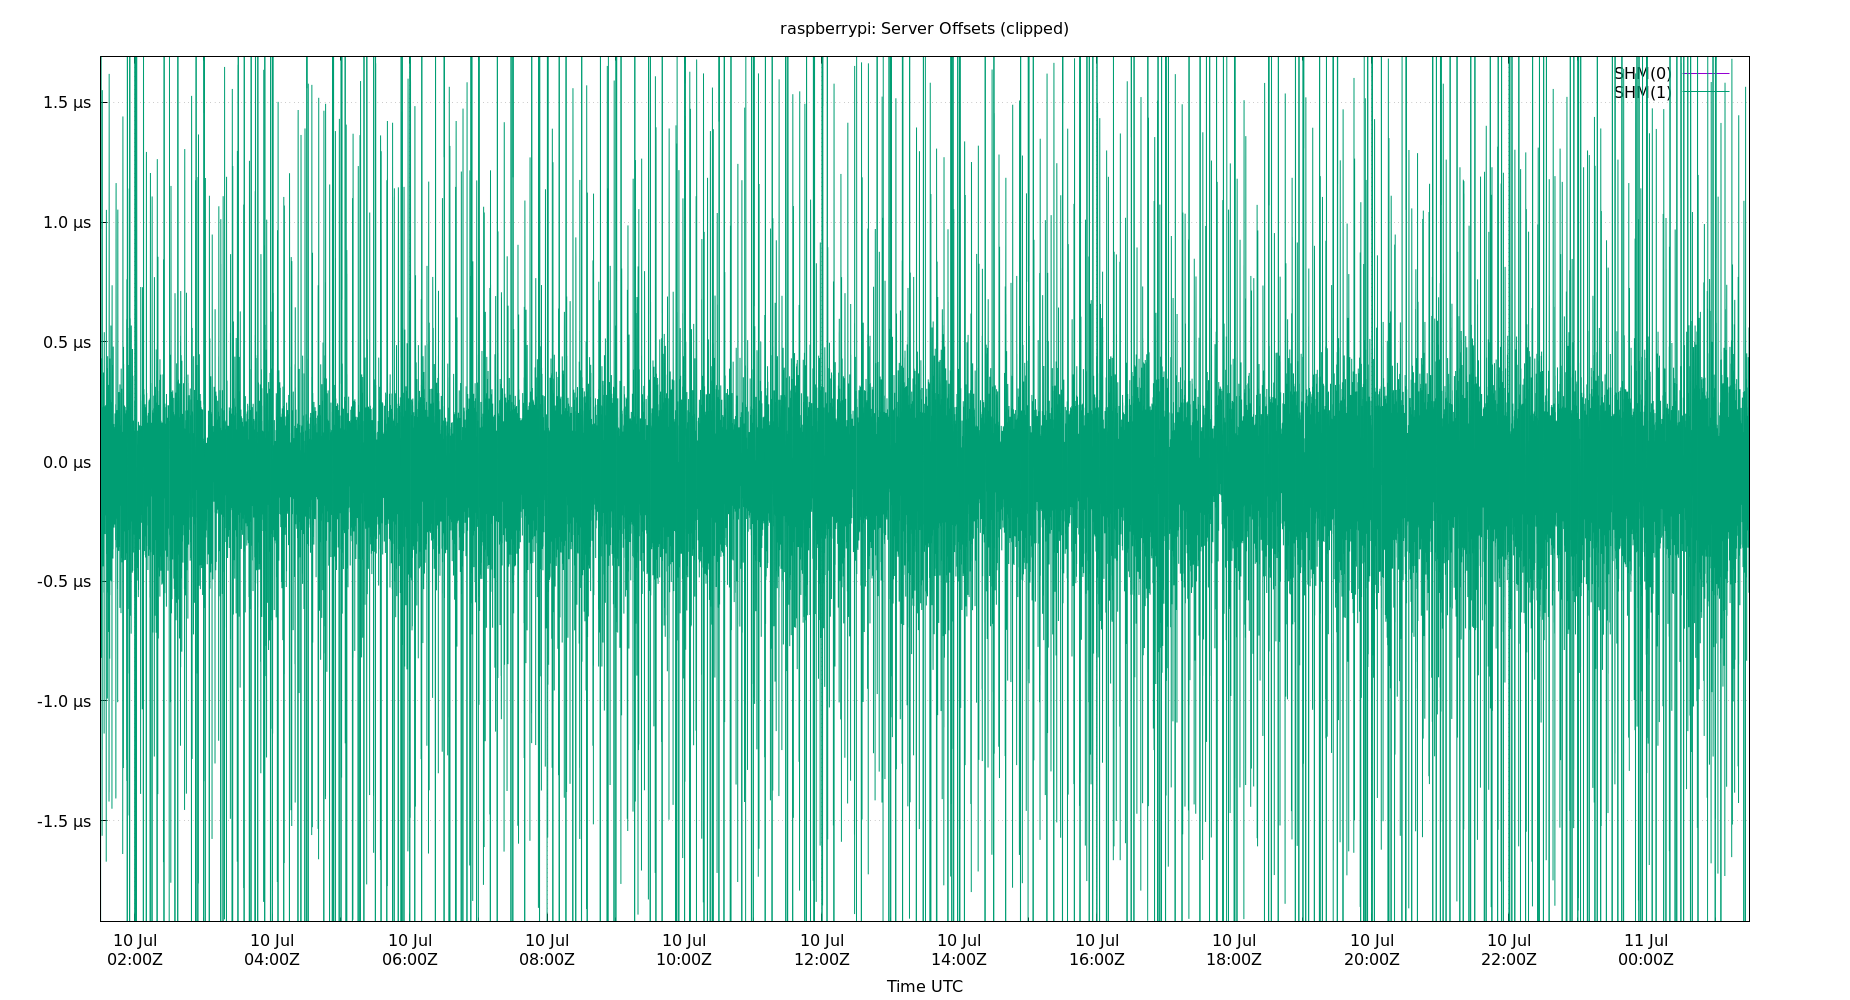 raspberrypi: Server Offsets (clipped)
SHM(0)
SHM(1)
1.5 µs
1.0 µs
0.5 µs
0.0 µs
-0.5 µs
-1.0 µs
-1.5 µs
10 Jul 10 Jul 10 Jul 10 Jul 10 Jul 10 Jul 10 Jul 10 Jul 10 Jul 10 Jul 10 Jul 11 Jul
02:00Z 04:00Z 06:00Z 08:00Z 10:00Z 12:00Z 14:00Z 16:00Z 18:00Z 20:00Z 22:00Z 00:00Z
Time UTC